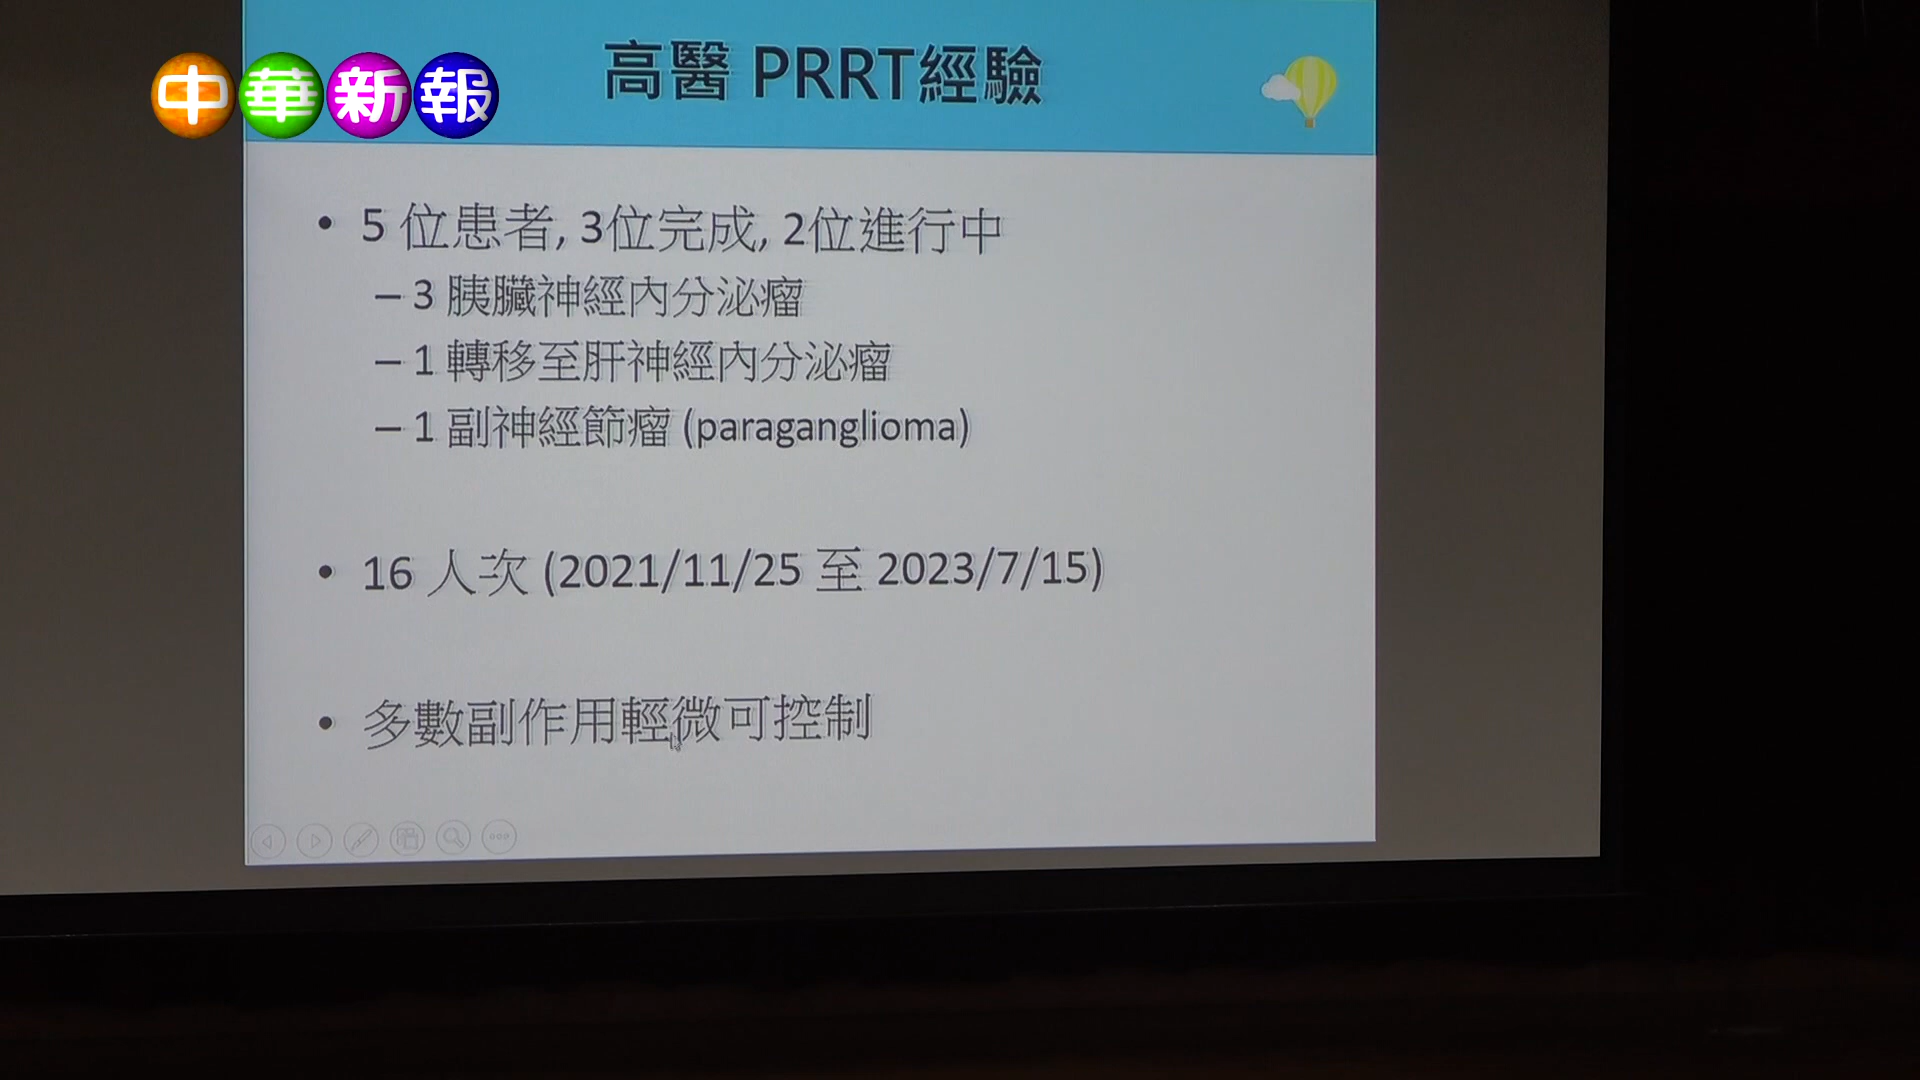 中華新報
高醫 PRRT經驗
• 5 位患者, 3位完成, 2位進行中
– 3 胰臟神經內分泌瘤
– 1 轉移至肝神經內分泌瘤
– 1 副神經節瘤 (paraganglioma)
• 16 人次 (2021/11/25 至 2023/7/15)
• 多數副作用輕微可控制